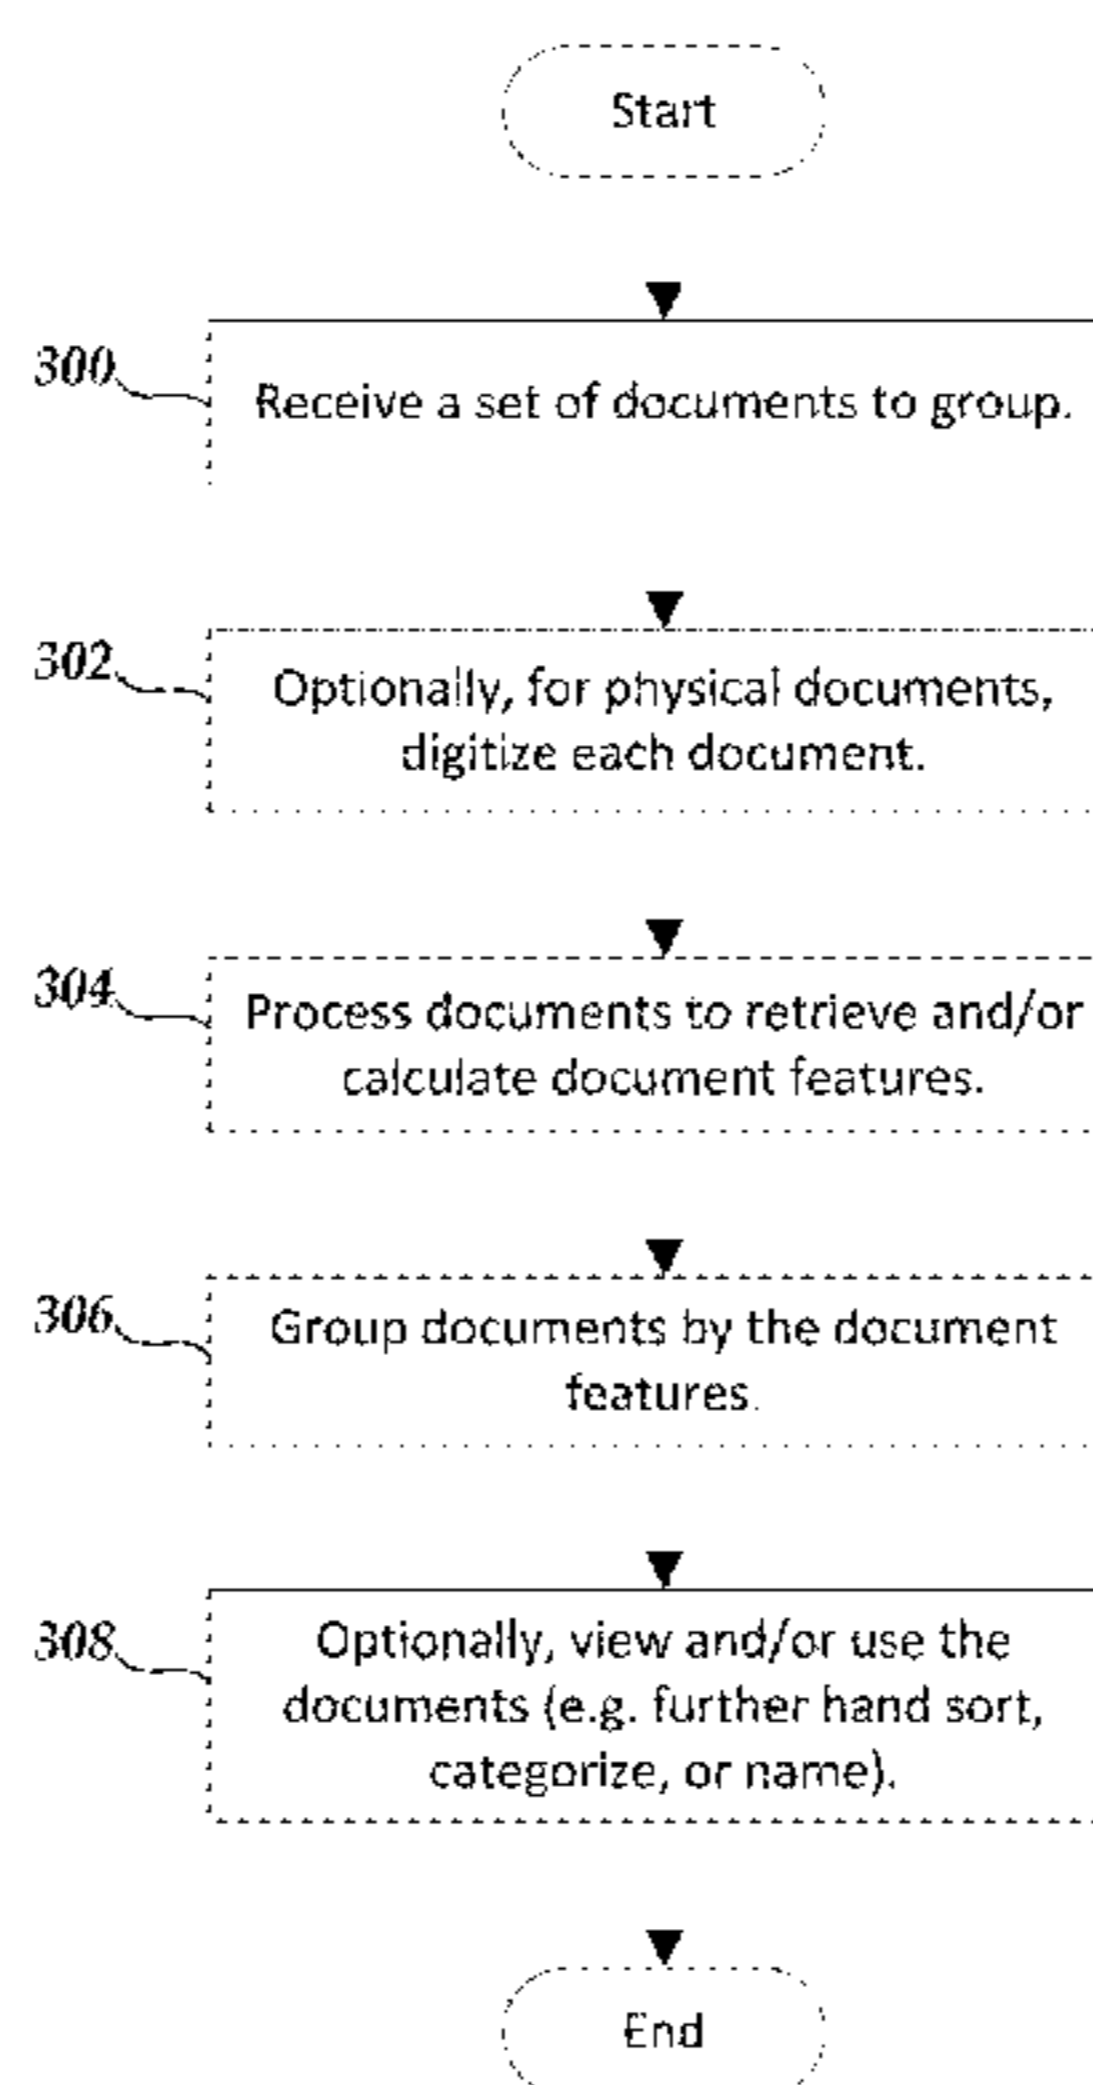 Start
300
Receive a set of documents to group.
302
Optionally, for physical documents,
digitize each document.
304
Process documents to retrieve and/or
calculate document features.
306
Group documents by the document
features.
308
Optionally, view and/or use the
documents (e.g. further hand sort,
categorize, or name).
End